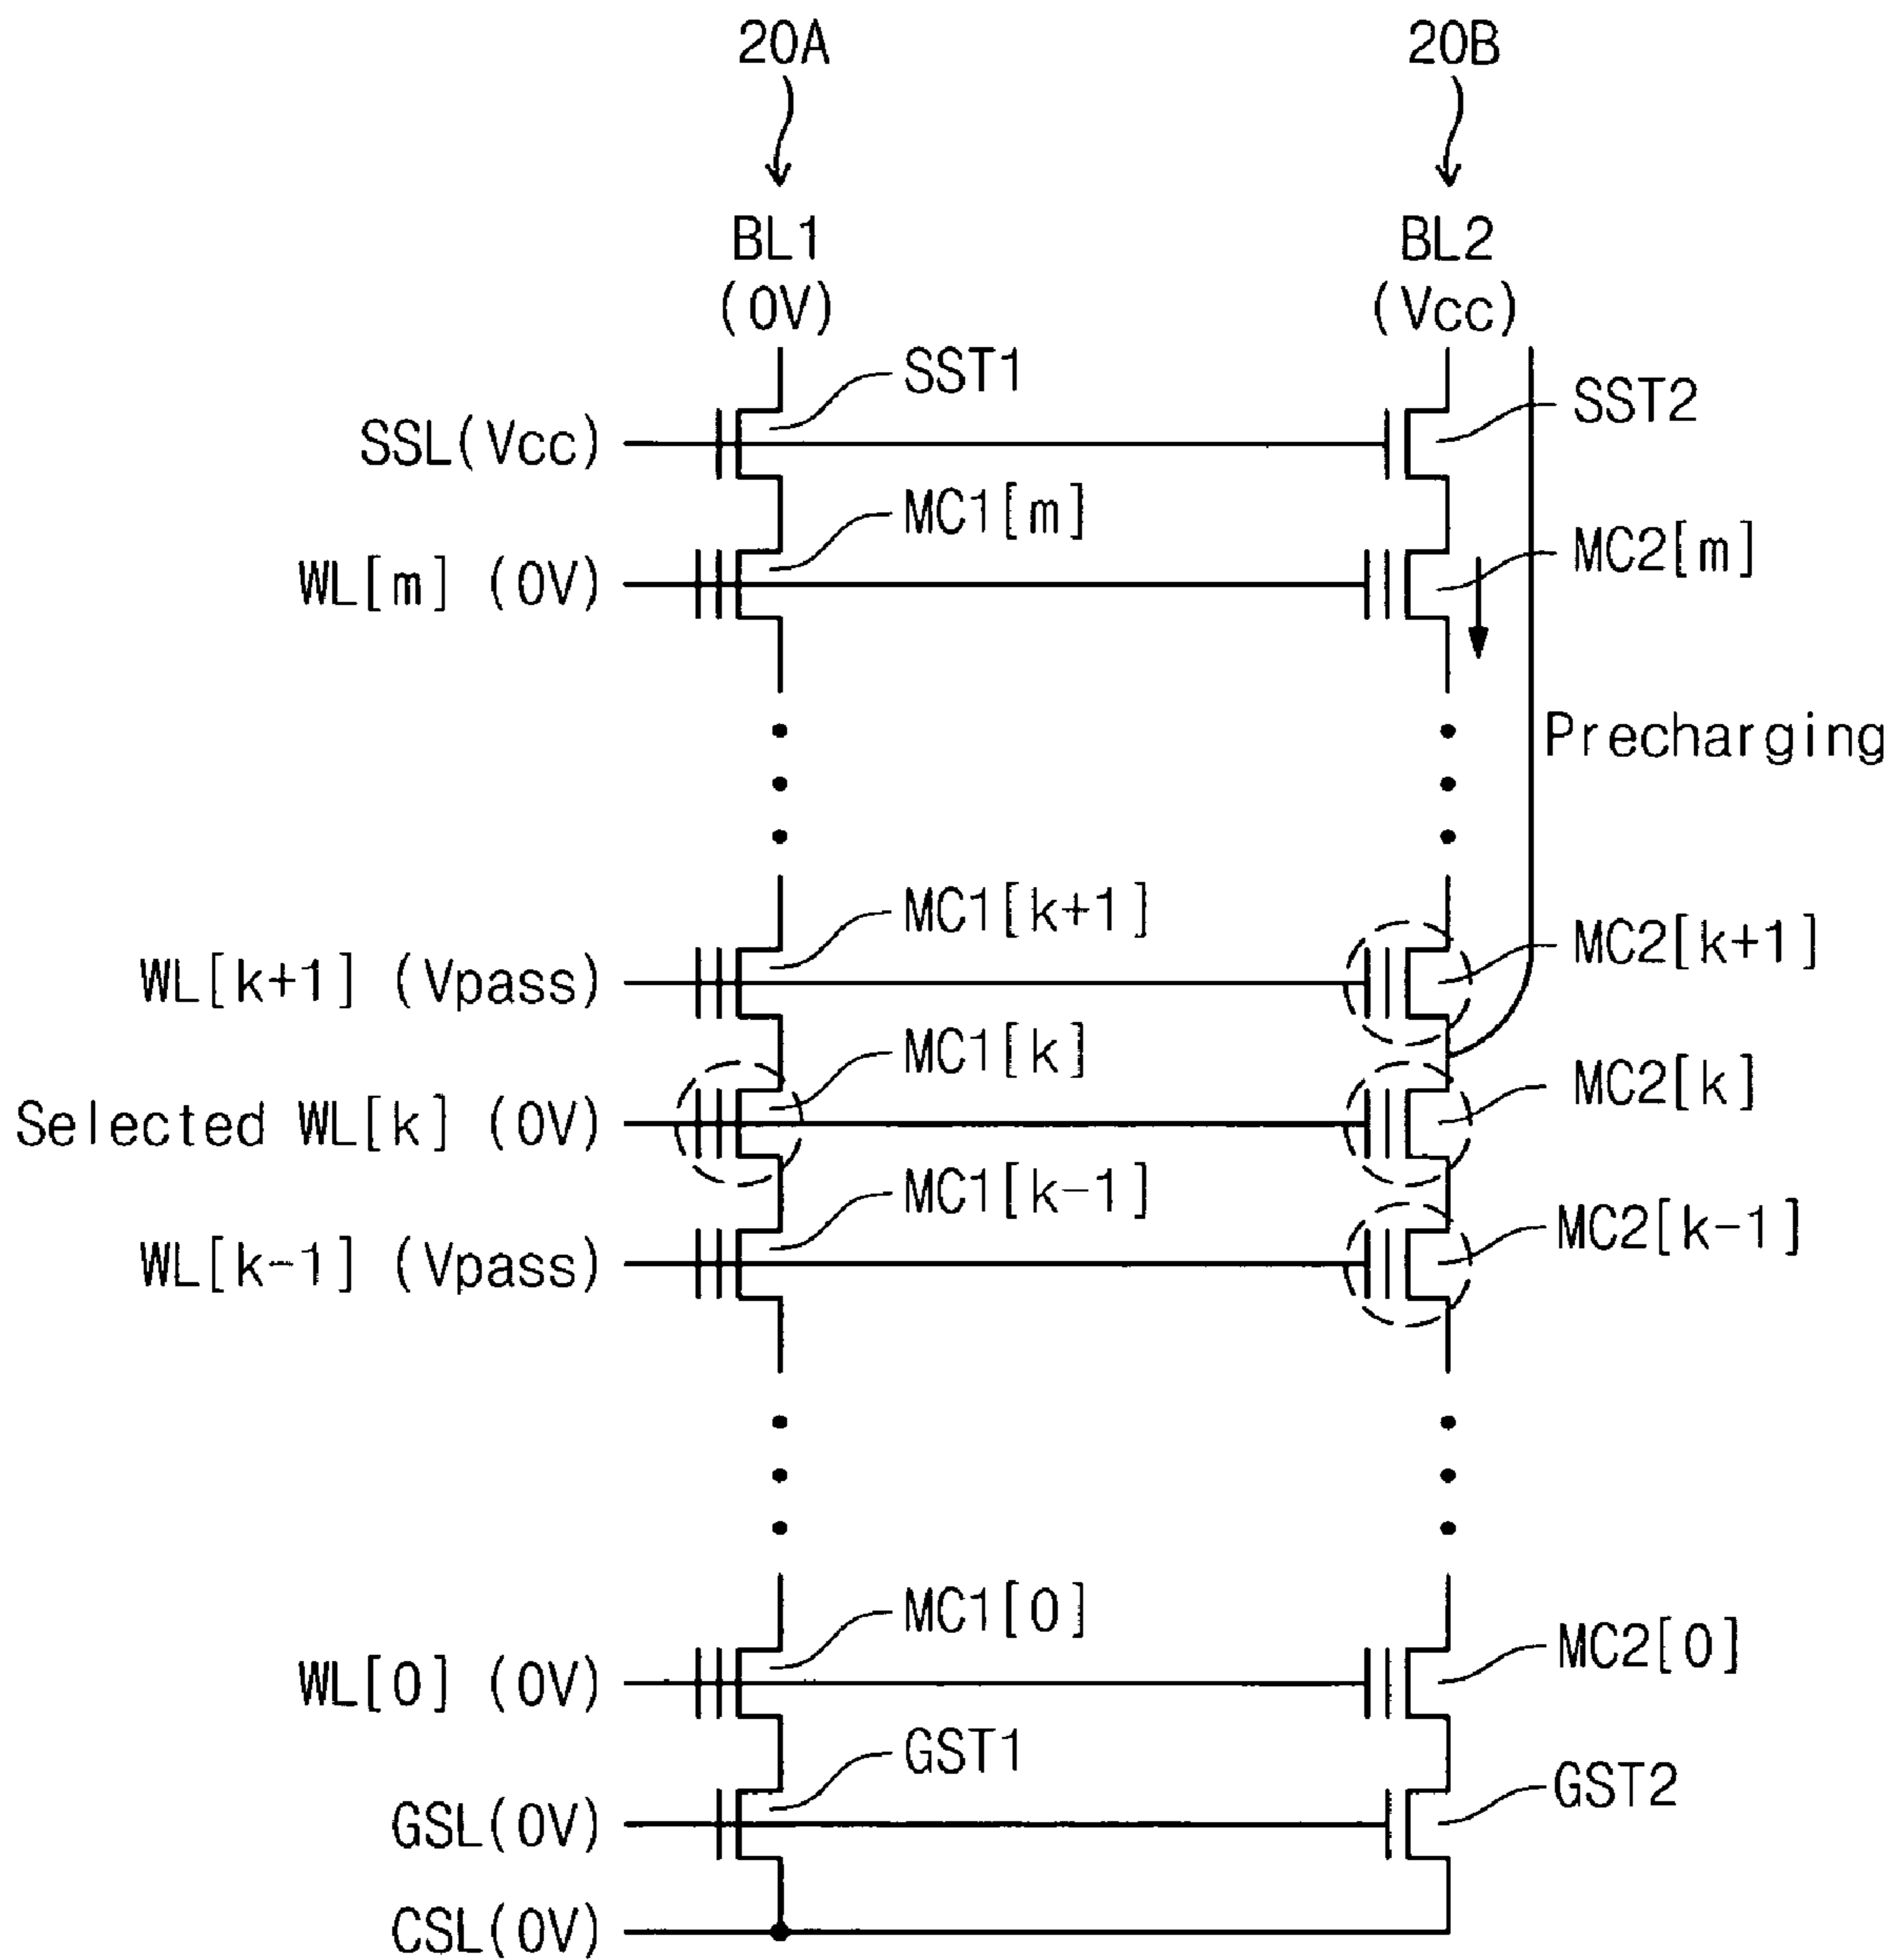 20A 20B
BL1 BL2
(0V) (Vcc)
SST1
SSL(Vcc) SST2
MC1[m]
WL[m] (0V) MC2[m]
Precharging
MC1[k+1]
WL[k+1] (Vpass) MC2[k+1]
MC1[k]
Selected WL[k] (0V) MC2[k]
MC1[k-1]
WL[k-1] (Vpass) MC2[k-1]
MC1[0]
WL[0] (0V) MC2[0]
GST1
GSL(0V) GST2
CSL(0V)